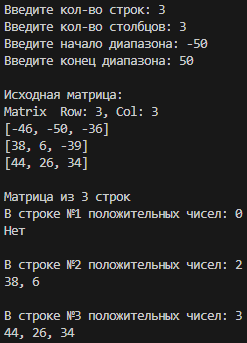 Введите кол-во строк: 3
Введите кол-во столбцов: 3
Введите начало диапазона: -50
Введите конец диапазона: 50
Исходная матрица:
Matrix  Row: 3, Col: 3
[-46, -50, -36]
[38, 6, -39]
[44, 26, 34]
Матрица из 3 строк
В строке №1 положительных чисел: 0
Нет
В строке №2 положительных чисел: 2
38, 6
В строке №3 положительных чисел: 3
44, 26, 34